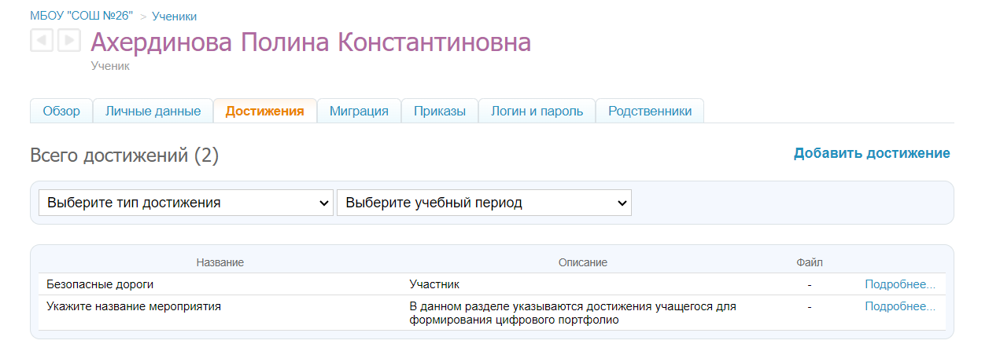 МБОУ "СОШ №26" > Ученики
Ахердинова Полина Константиновна
Ученик
Обзор Личные данные Достижения Миграция Приказы Логин и пароль Родственники
Всего достижений (2) Добавить достижение
Выберите тип достижения Выберите учебный период
Название Описание Файл
Безопасные дороги Участник - Подробнее...
Укажите название мероприятия В данном разделе указываются достижения учащегося для - Подробнее...
формирования цифрового портфолио